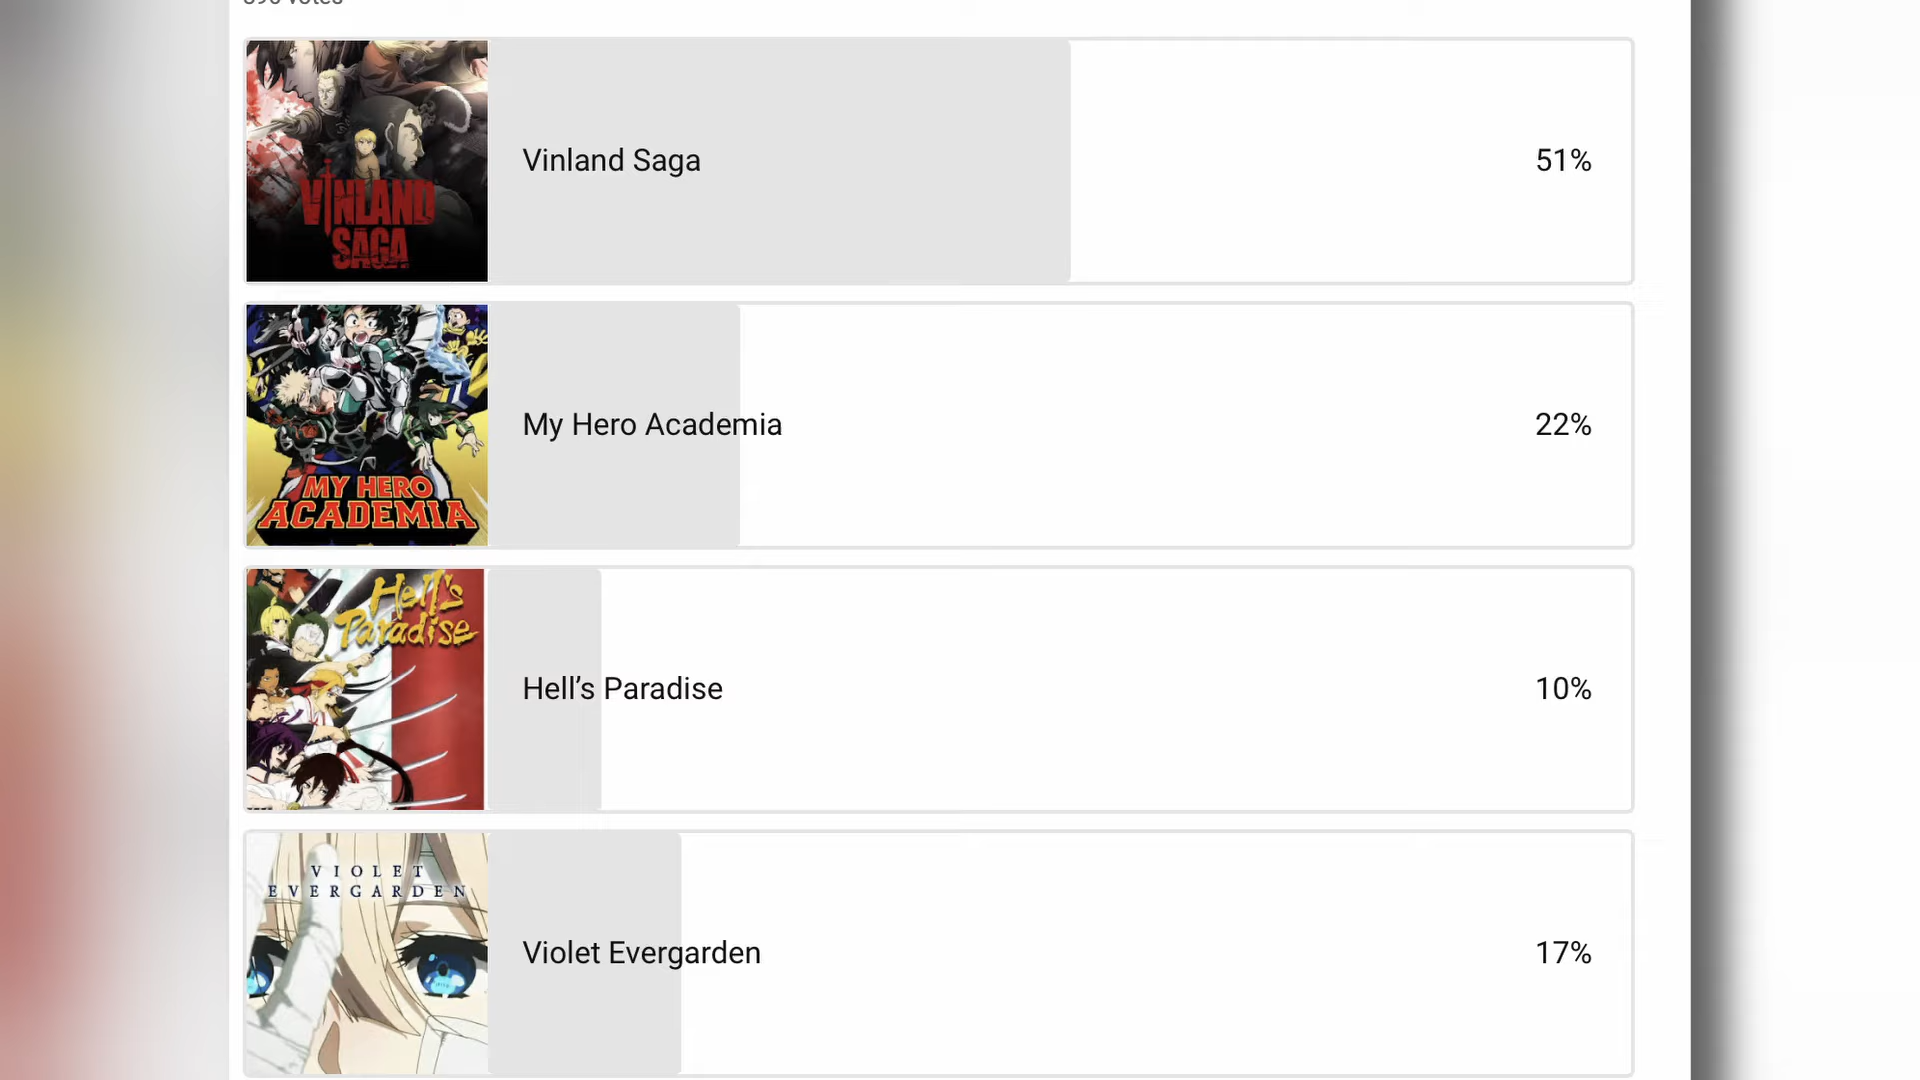 VINLAND
SAGA
Vinland Saga
51%
MY HERO
ACADEMIA
My Hero Academia
22%
Hell's
Paradise
Hell’s Paradise
10%
VIOLET
EVERGARDEN
Violet Evergarden
17%